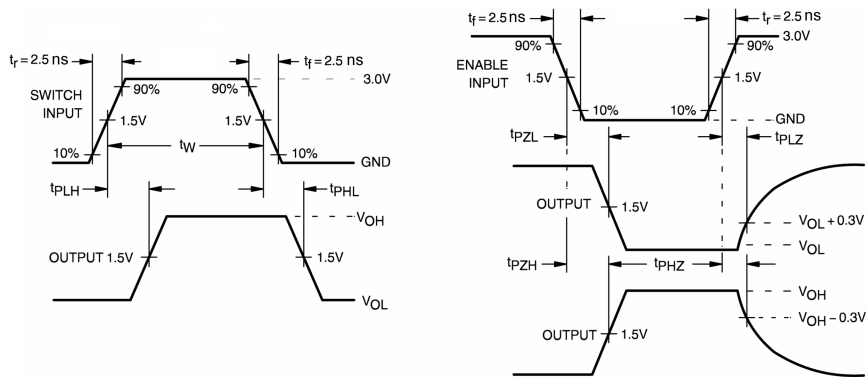 tr = 2.5 ns
tf = 2.5 ns
3.0V
90%
90%
SWITCH
INPUT
1.5V
1.5V
tW
10%
10%
GND
tPLH
tPHL
VOH
OUTPUT 1.5V
1.5V
VOL
tf = 2.5 ns
tr = 2.5 ns
3.0V
90%
90%
ENABLE
INPUT
1.5V
1.5V
10%
10%
GND
tPZL
tPLZ
OUTPUT
1.5V
VOL + 0.3V
VOL
tPZH
tPHZ
VOH
VOH – 0.3V
OUTPUT
1.5V